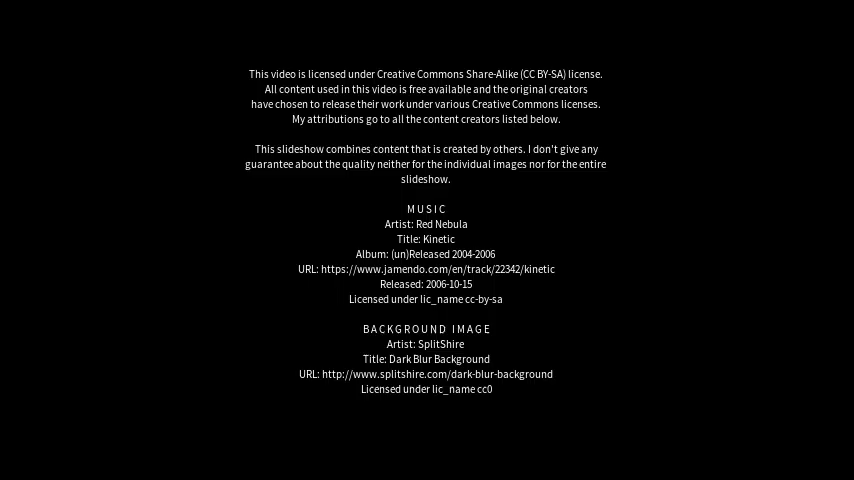 This video is licensed under Creative Commons Share-Alike (CC BY-SA) license.
All content used in this video is free available and the original creators
have chosen to release their work under various Creative Commons licenses.
My attributions go to all the content creators listed below.
This slideshow combines content that is created by others. I don't give any
guarantee about the quality neither for the individual images nor for the entire
slideshow.
MUSIC
Artist: Red Nebula
Title: Kinetic
Album: (un)Released 2004-2006
URL: https://www.jamendo.com/en/track/22342/kinetic
Released: 2006-10-15
Licensed under lic_name cc-by-sa
BACKGROUND IMAGE
Artist: SplitShire
Title: Dark Blur Background
URL: http://www.splitshire.com/dark-blur-background
Licensed under lic_name cc0